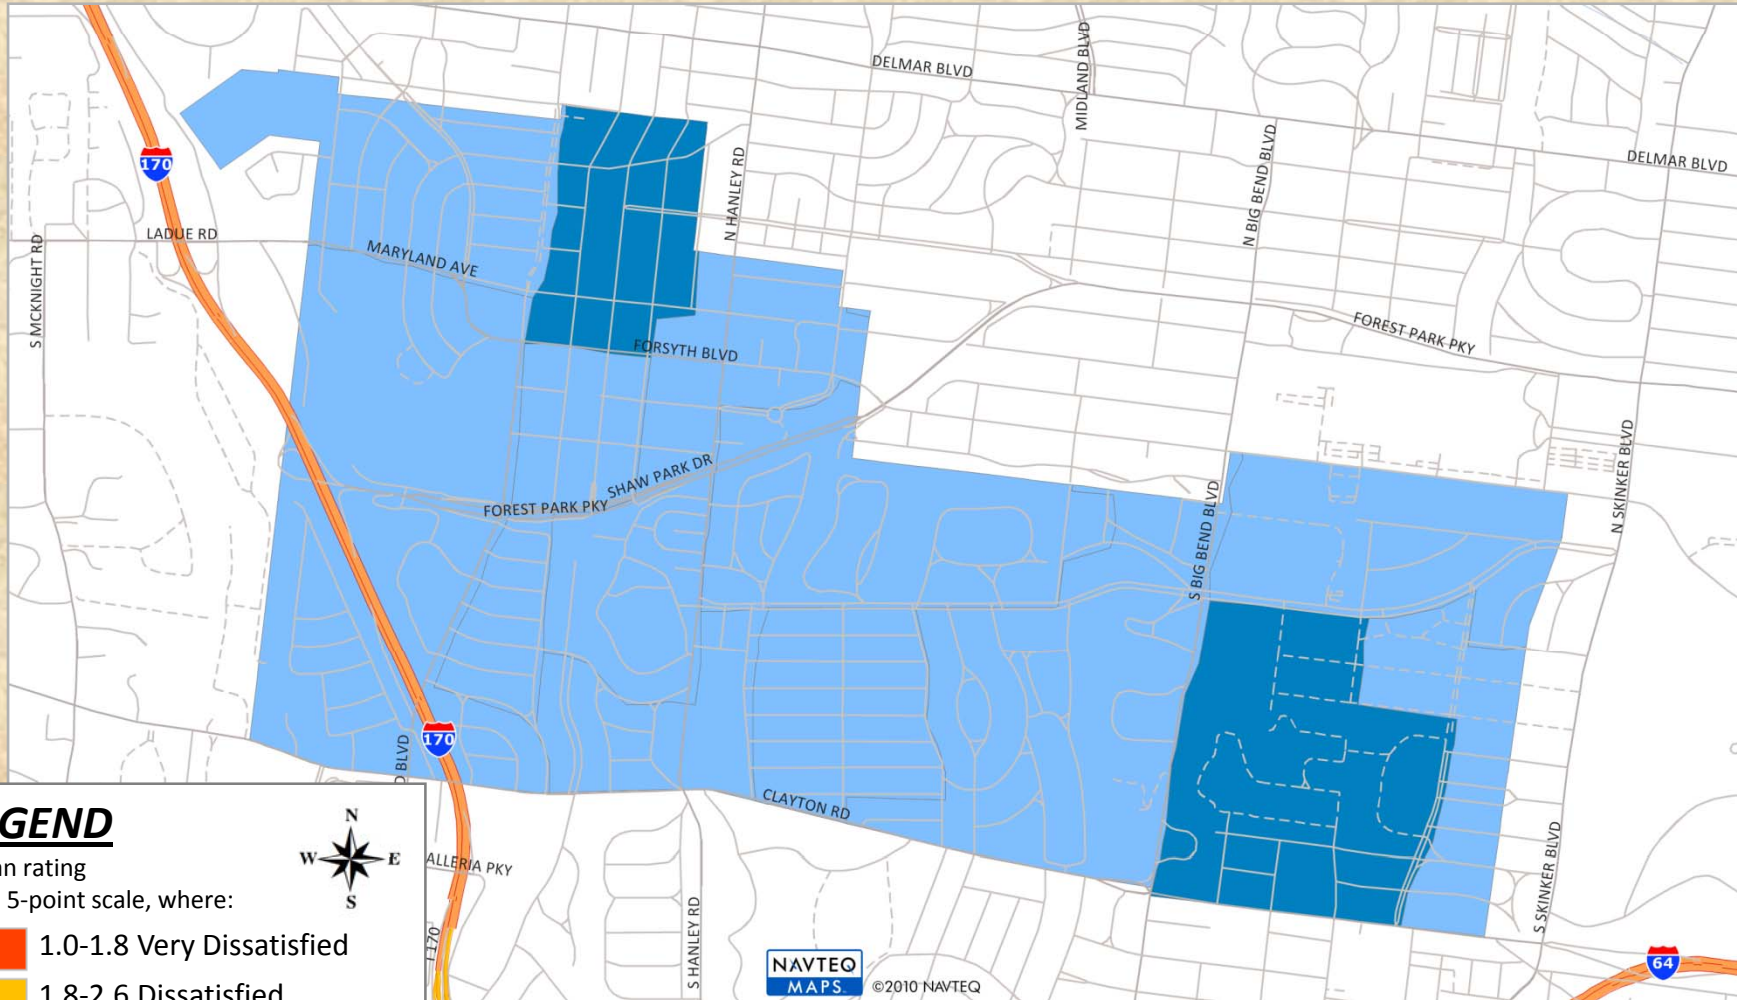 DELMAR BLVD
MIDLAND BLVD
DELMAR BLVD
N BIG BEND BLVD
N HANLEY RD
170
LADUE RD
S MCKNIGHT RD
MARYLAND AVE
FORSYTH BLVD
FOREST PARK PKY
N SKINKER BLVD
SHAW PARK DR
FOREST PARK PKY
S BIG BEND BLVD
170
D BLVD
CLAYTON RD
S SKINKER BLVD
ALLERIA PKY
S HANLEY RD
I 170
64
GEND
an rating
5-point scale, where:
1.0-1.8 Very Dissatisfied
1.8-2.6 Dissatisfied
N
W E
S
NAVTEQ
MAPS
©2010 NAVTEQ